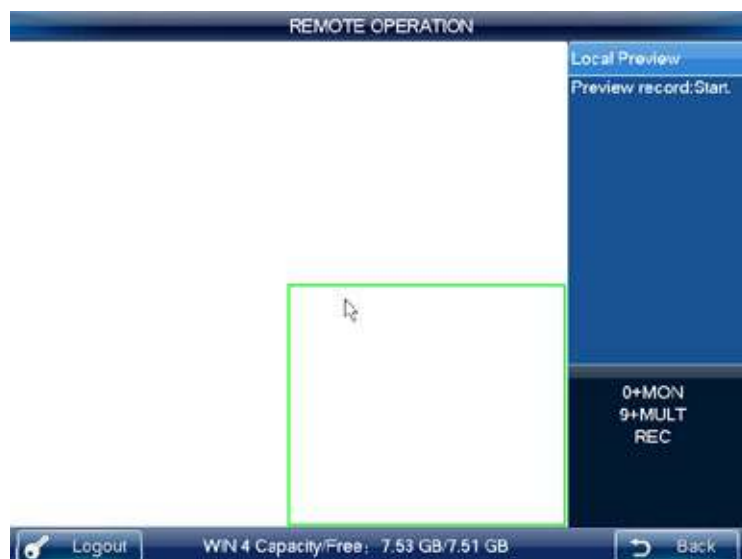 REMOTE OPERATION
Local Preview
Preview record:Start.
0+MON
9+MULT
REC
Logout
WIN 4 Capacity/Free: 7.53 GB/7.51 GB
Back